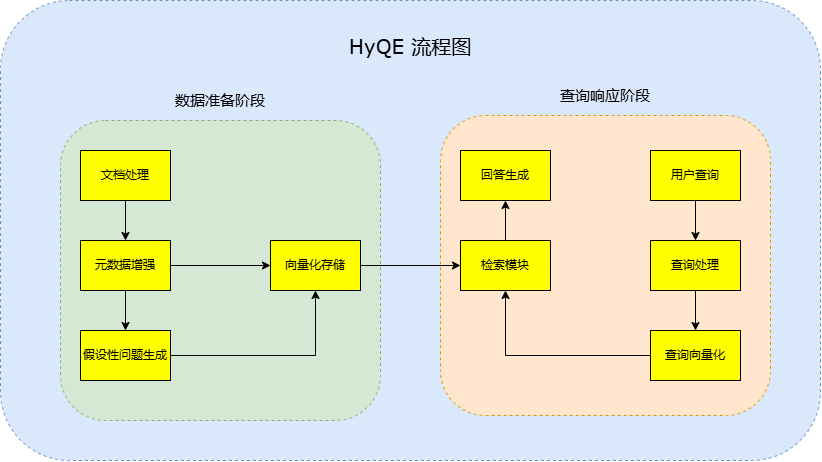 HyQE 流程图
数据准备阶段
文档处理
元数据增强
向量化存储
假设性问题生成
查询响应阶段
回答生成
用户查询
检索模块
查询处理
查询向量化